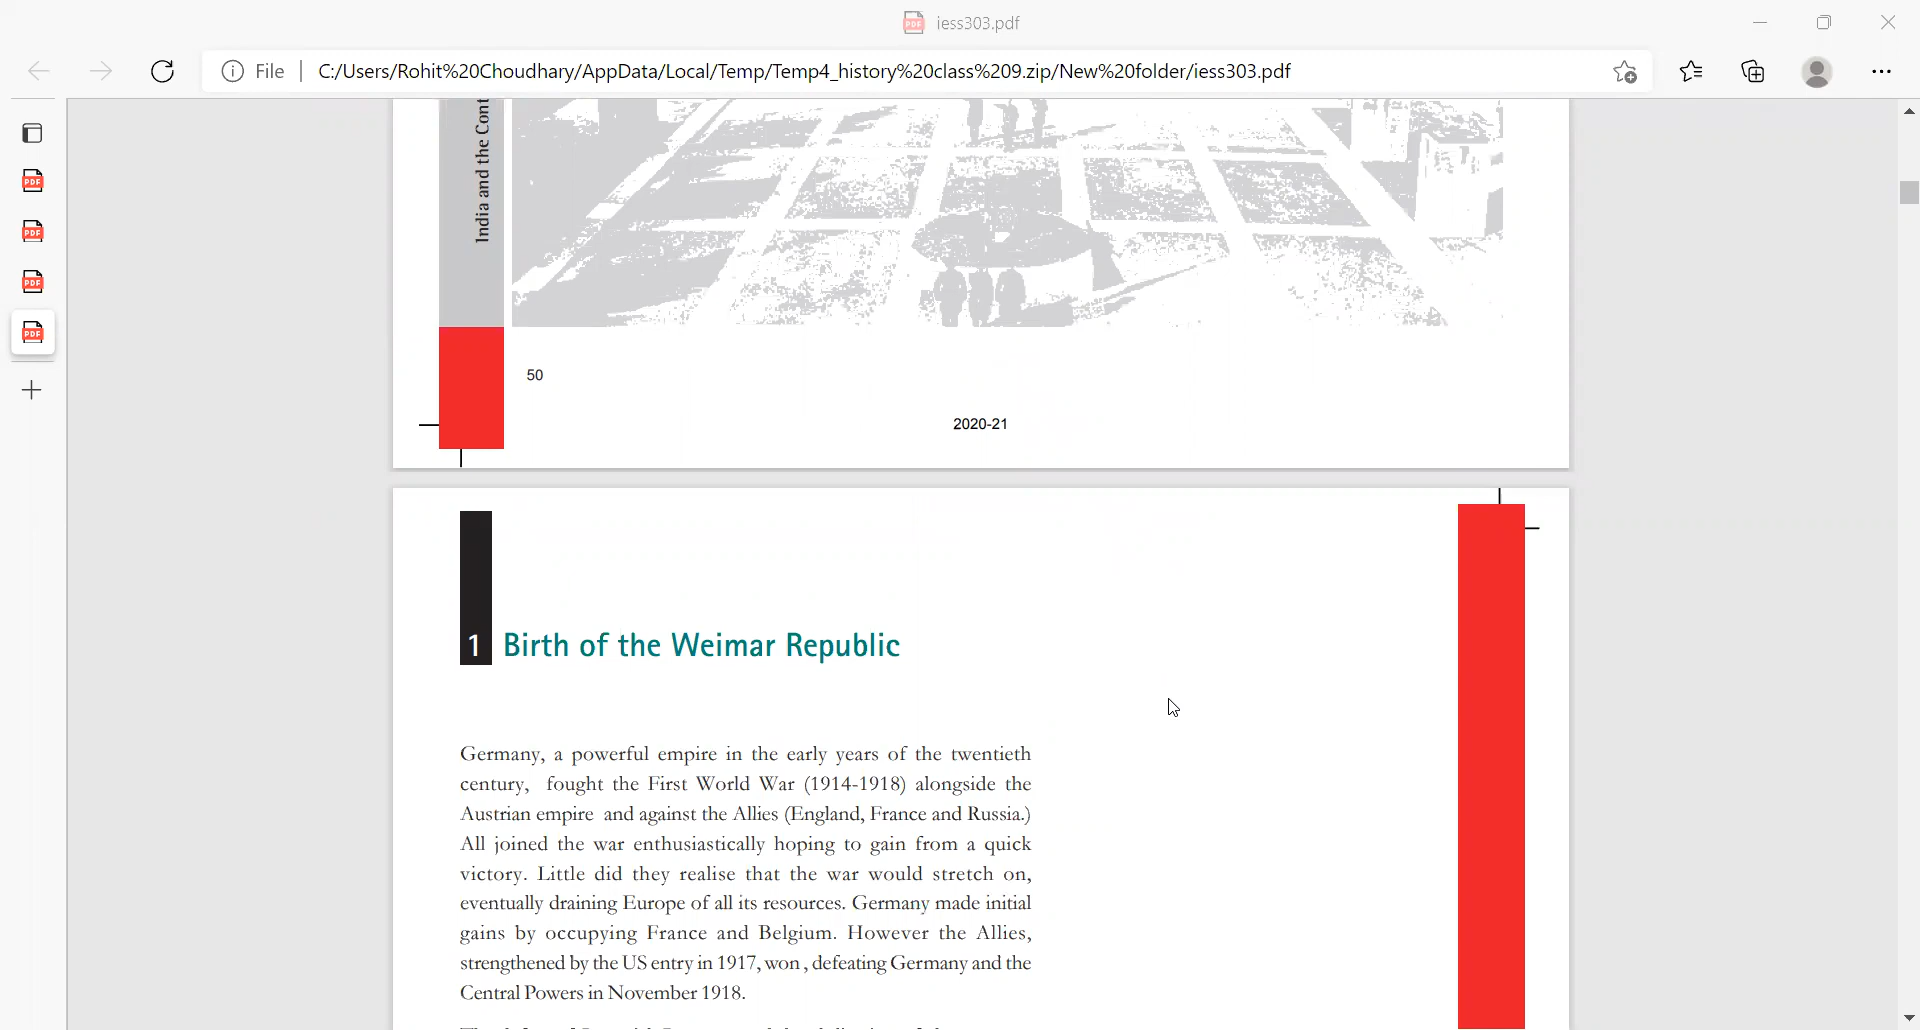 iess303.pdf
File
C:/Users/Rohit%20Choudhary/AppData/Local/Temp/Temp4_history%20class%209.zip/New%20folder/iess303.pdf
India and the Cont
50
2020-21
1 Birth of the Weimar Republic
Germany, a powerful empire in the early years of the twentieth
century, fought the First World War (1914-1918) alongside the
Austrian empire and against the Allies (England, France and Russia.)
All joined the war enthusiastically hoping to gain from a quick
victory. Little did they realise that the war would stretch on,
eventually draining Europe of all its resources. Germany made initial
gains by occupying France and Belgium. However the Allies,
strengthened by the US entry in 1917, won , defeating Germany and the
Central Powers in November 1918.